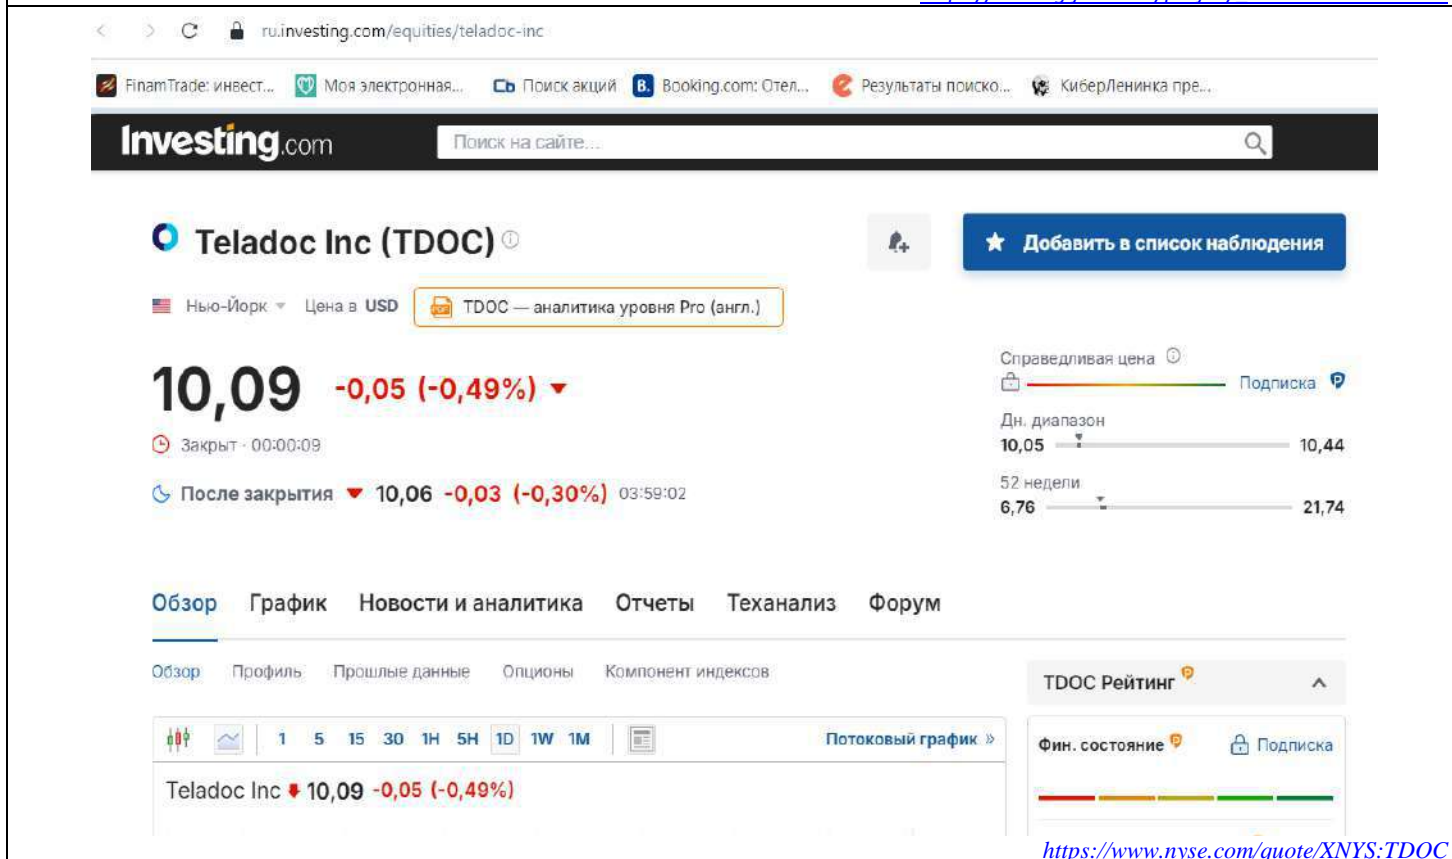 ru.investing.com/equities/teladoc-inc
FinamTrade: инвест... Моя электронная... Сь Поиск акций B. Booking.com: Отел... Результаты поиско... КиберЛенинка пре...
Investing.com Поиск на сайте...
Teladoc Inc (TDOC) Добавить в список наблюдения
Нью-Йорк Цена в USD TDOC — аналитика уровня Pro (англ.)
10,09 -0,05 (-0,49%)
Закрыт · 00:00:09
После закрытия 10,06 -0,03 (-0,30%) 03:59:02
Справедливая цена
Подписка
Дн. диапазон
10,05 10,44
52 недели
6,76 21,74
Обзор График Новости и аналитика Отчеты Теханализ Форум
Обзор Профиль Прошлые данные Опционы Компонент индексов
TDOC Рейтинг
1 5 15 30 1H 5H 1D 1W 1M Потоковый график »
Фин. состояние Подписка
Teladoc Inc 10,09 -0,05 (-0,49%)
https://www.nyse.com/quote/XNYS:TDOC